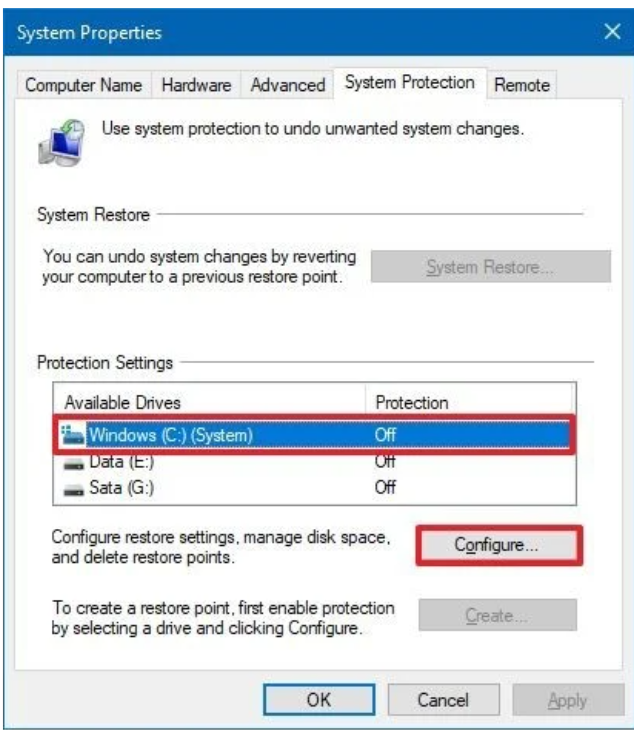 System Properties
Computer Name Hardware Advanced System Protection Remote
Use system protection to undo unwanted system changes.
System Restore
You can undo system changes by reverting
your computer to a previous restore point.
System Restore...
Protection Settings
Available Drives Protection
Windows (C:) (System) Off
Data (E:) Off
Sata (G:) Off
Configure restore settings, manage disk space,
and delete restore points.
Configure...
To create a restore point, first enable protection
by selecting a drive and clicking Configure.
Create...
OK Cancel Apply